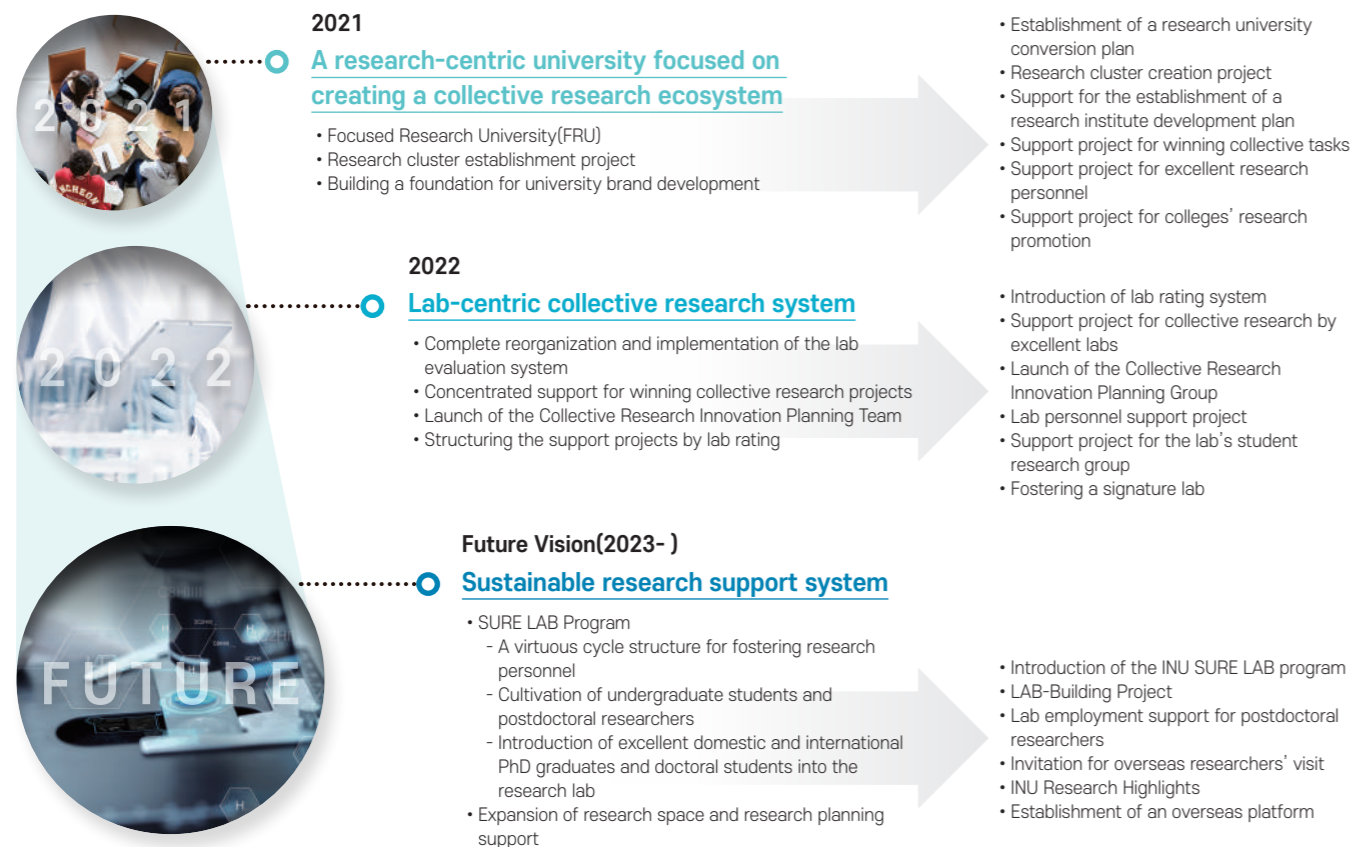 2021
2021
A research-centric university focused on
creating a collective research ecosystem
• Focused Research University(FRU)
• Research cluster establishment project
• Building a foundation for university brand development
• Establishment of a research university
conversion plan
• Research cluster creation project
• Support for the establishment of a
research institute development plan
• Support project for winning collective tasks
• Support project for excellent research
personnel
• Support project for colleges' research
promotion
2022
2022
Lab-centric collective research system
• Complete reorganization and implementation of the lab
evaluation system
• Concentrated support for winning collective research projects
• Launch of the Collective Research Innovation Planning Team
• Structuring the support projects by lab rating
• Introduction of lab rating system
• Support project for collective research by
excellent labs
• Launch of the Collective Research
Innovation Planning Group
• Lab personnel support project
• Support project for the lab's student
research group
• Fostering a signature lab
FUTURE
Future Vision(2023- )
Sustainable research support system
• SURE LAB Program
- A virtuous cycle structure for fostering research
personnel
- Cultivation of undergraduate students and
postdoctoral researchers
- Introduction of excellent domestic and international
PhD graduates and doctoral students into the
research lab
• Expansion of research space and research planning
support
• Introduction of the INU SURE LAB program
• LAB-Building Project
• Lab employment support for postdoctoral
researchers
• Invitation for overseas researchers' visit
• INU Research Highlights
• Establishment of an overseas platform